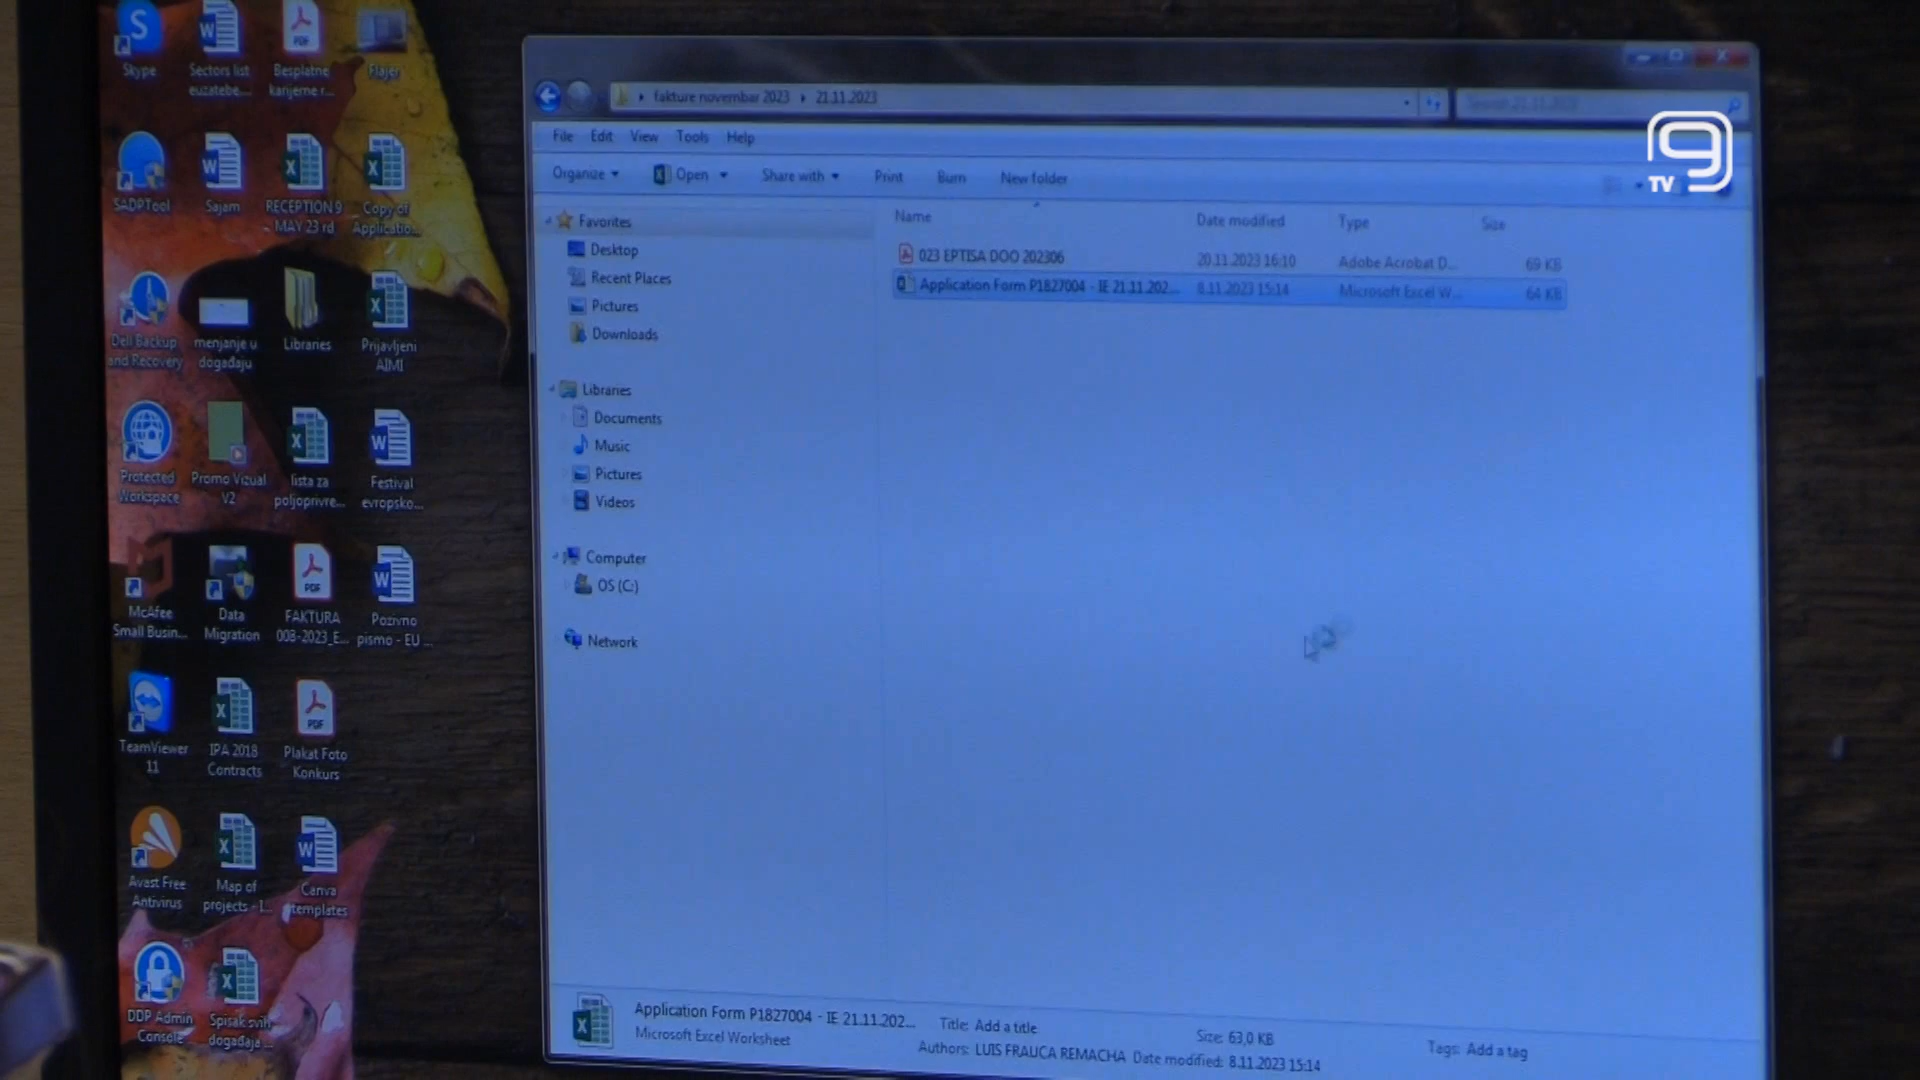 Skype
Sectors list
euzatebe....
Besplatne
karijerne r...
Flajer
SADPTool
Sajam
RECEPTION 9
MAY 23 rd
Copy of
Applicatio...
Dell Backup
and Recovery
menjanje u
događaju
Libraries
Prijavljeni
AIMI
Protected
Workspace
Promo Vizual
V2
lista za
poljoprivre...
Festival
evropsko...
McAfee
Small Busin...
Data
Migration
FAKTURA
008-2023_E...
Pozivno
pismo - EU ...
TeamViewer
11
IPA 2018
Contracts
Plakat Foto
Konkurs
Avast Free
Antivirus
Map of
projects - I...
Canva
templates
DDP Admin
Console
Spisak svih
događaja ...
fakture novembar 2023 ▸ 21.11.2023
Search 21.11.2023
File Edit View Tools Help
Organize Open Share with Print Burn New folder
TV 9
Name Date modified Type Size
023 EPTISA DOO 202306 20.11.2023 16:10 Adobe Acrobat D... 69 KB
Application Form P1827004 - IE 21.11.202... 8.11.2023 15:14 Microsoft Excel W... 64 KB
Favorites
Desktop
Recent Places
Pictures
Downloads
Libraries
Documents
Music
Pictures
Videos
Computer
OS (C:)
Network
Application Form P1827004 - IE 21.11.202... Title: Add a title Size: 63,0 KB Tags: Add a tag
Microsoft Excel Worksheet Authors: LUIS FRAUCA REMACHA Date modified: 8.11.2023 15:14